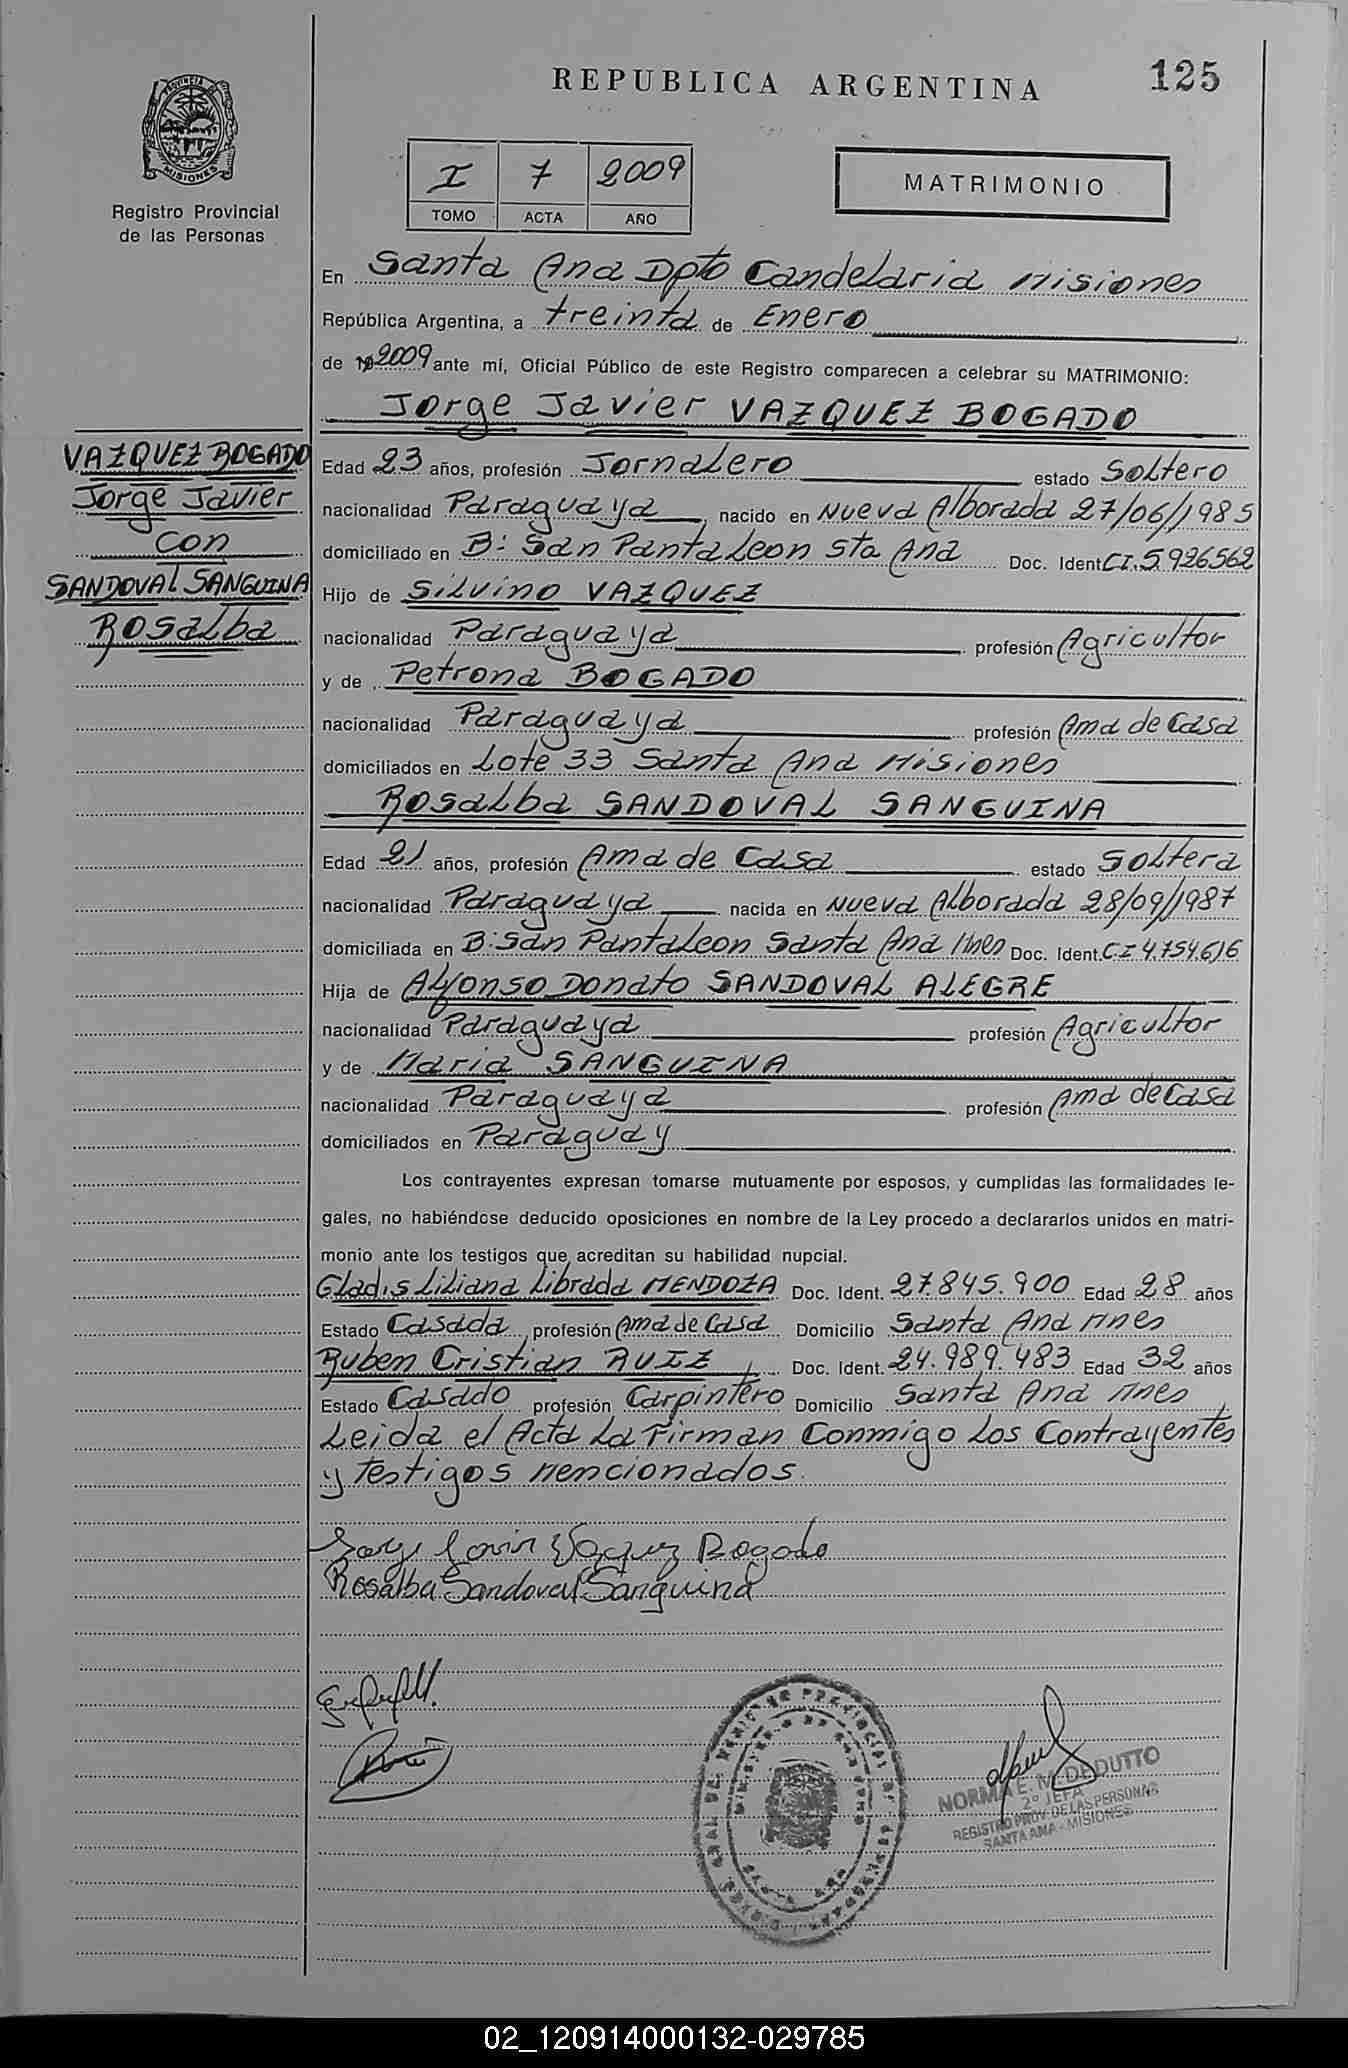 125
REPUBLICA ARGENTINA
PROVINCIA DE
MISIONES
Registro Provincial
de las Personas
I 7 2009
TOMO ACTA AÑO
MATRIMONIO
En Santa Ana Dpto Candelaria Misiones
República Argentina, a treinta de Enero
de 19 2009 ante mí, Oficial Público de este Registro comparecen a celebrar su MATRIMONIO:
Jorge Javier VAZQUEZ BOGADO
VAZQUEZ BOGADO
Jorge Javier
con
SANDOVAL SANGUINA
Rosalba
Edad 23 años, profesión Jornalero estado Soltero
nacionalidad Paraguaya, nacido en Nueva Alborada 27/06/1985
domiciliado en B: San Pantaleon Sta Ana Doc. Ident. CI. 5.926562
Hijo de Silvino VAZQUEZ
nacionalidad Paraguaya profesión Agricultor
y de Petrona BOGADO
nacionalidad Paraguaya profesión Ama de Casa
domiciliados en Lote 33 Santa Ana Misiones
Rosalba SANDOVAL SANGUINA
Edad 21 años, profesión Ama de Casa estado Soltera
nacionalidad Paraguaya nacida en Nueva Alborada 28/09/1987
domiciliada en B: San Pantaleon Santa Ana Mnes Doc. Ident. C.I 4.754.616
Hija de Alfonso Donato SANDOVAL ALEGRE
nacionalidad Paraguaya profesión Agricultor
y de Maria SANGUINA
nacionalidad Paraguaya profesión Ama de Casa
domiciliados en Paraguay
Los contrayentes expresan tomarse mutuamente por esposos, y cumplidas las formalidades le-
gales, no habiéndose deducido oposiciones en nombre de la Ley procedo a declararlos unidos en matri-
monio ante los testigos que acreditan su habilidad nupcial.
Gladis Liliana Librada MENDOZA Doc. Ident. 27.845.900 Edad 28 años
Estado Casada, profesión Ama de Casa Domicilio Santa Ana Mnes
Ruben Cristian RUIZ Doc. Ident. 24.989.483 Edad 32 años
Estado Casado profesión Carpintero Domicilio Santa Ana Mnes
Leida el Acta La Firman Conmigo Los Contrayentes
y Testigos Mencionados.
Jorge Javier Vazquez Bogado
Rosalba Sandoval Sanguina
NORMA E. M. DE DUTTO
2º JEFA
REGISTRO PROV. DE LAS PERSONAS
SANTA ANA - MISIONES
02_120914000132-029785